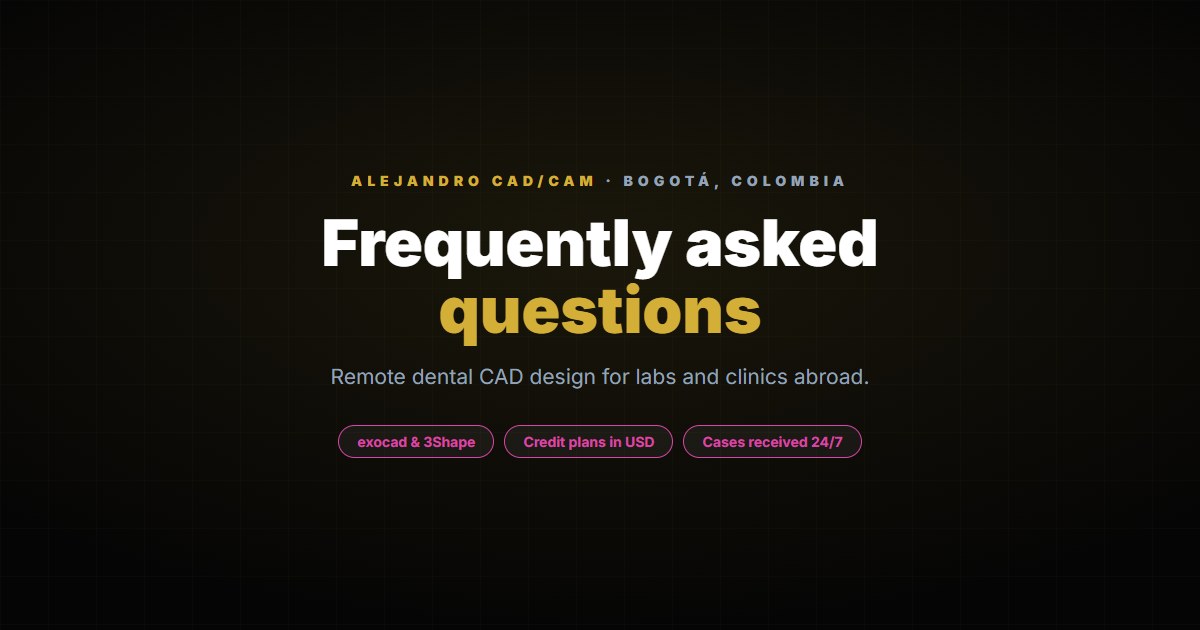 ALEJANDRO CAD/CAM · BOGOTÁ, COLOMBIA
Frequently asked
questions
Remote dental CAD design for labs and clinics abroad.
exocad & 3Shape
Credit plans in USD
Cases received 24/7